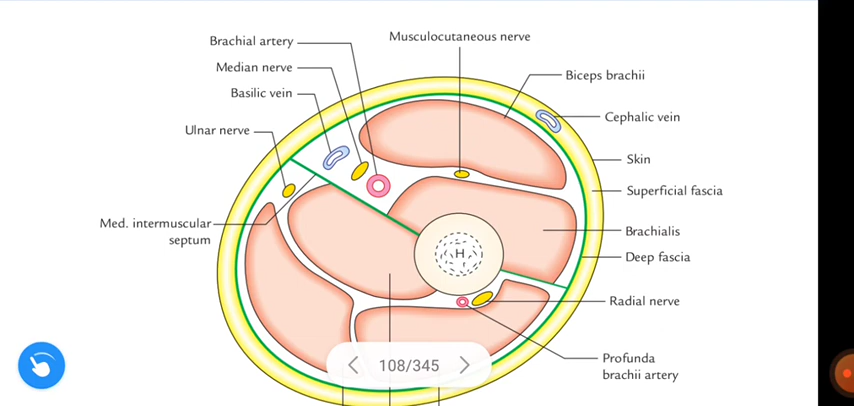 Brachial artery
Musculocutaneous nerve
Median nerve
Biceps brachii
Basilic vein
Cephalic vein
Ulnar nerve
Skin
Superficial fascia
Med. intermuscular
septum
Brachialis
Deep fascia
H
Radial nerve
Profunda
brachii artery
108/345